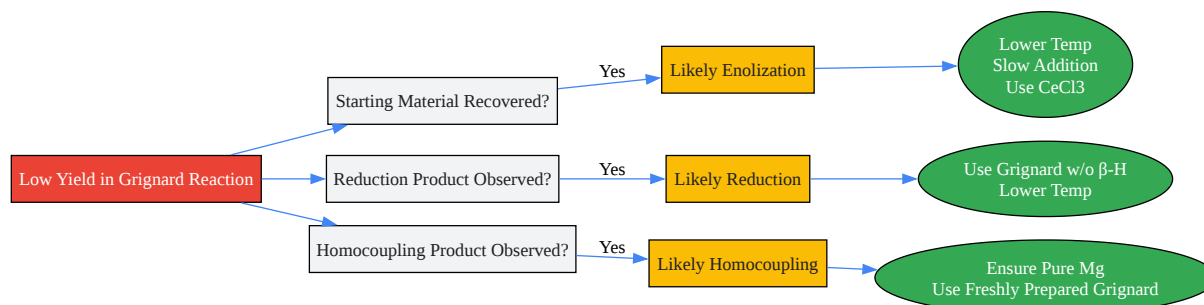 Low Yield in Grignard Reaction
Starting Material Recovered?
Yes
Likely Enolization
Lower Temp
Slow Addition
Use CeCl3
Reduction Product Observed?
Yes
Likely Reduction
Use Grignard w/o β-H
Lower Temp
Homocoupling Product Observed?
Yes
Likely Homocoupling
Ensure Pure Mg
Use Freshly Prepared Grignard